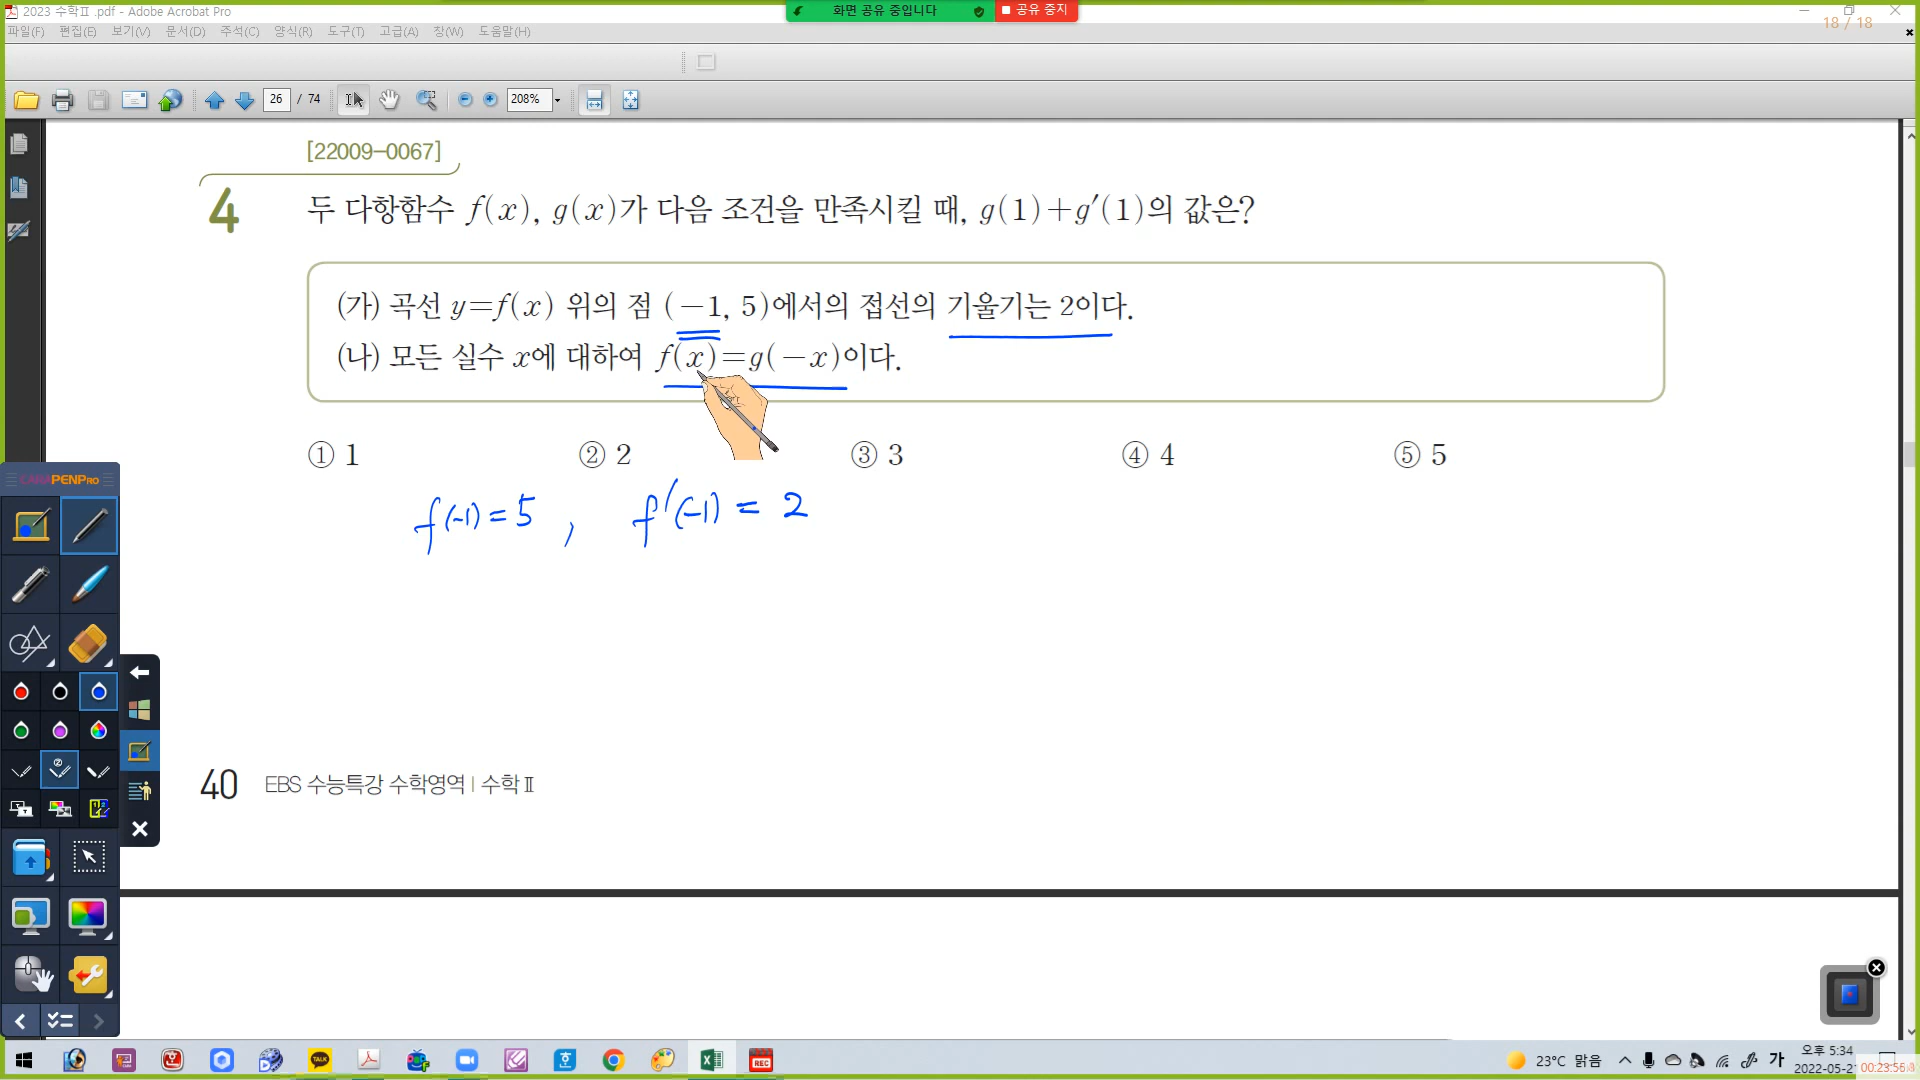 2023 수학Ⅱ .pdf - Adobe Acrobat Pro
화면 공유 중입니다
공유 중지
18 / 18
파일(F) 편집(E) 보기(V) 문서(D) 주석(C) 양식(R) 도구(T) 고급(A) 창(W) 도움말(H)
26 / 74
208%
[22009-0067]
4 두 다항함수 f(x), g(x)가 다음 조건을 만족시킬 때, g(1)+g′(1)의 값은?
(가) 곡선 y=f(x) 위의 점 (-1, 5)에서의 접선의 기울기는 2이다.
(나) 모든 실수 x에 대하여 f(x)=g(-x)이다.
① 1 ② 2 ③ 3 ④ 4 ⑤ 5
f(-1)=5, f′(-1) = 2
40 EBS 수능특강 수학영역 | 수학Ⅱ
23°C 맑음
가
오후 5:34
00:23:56